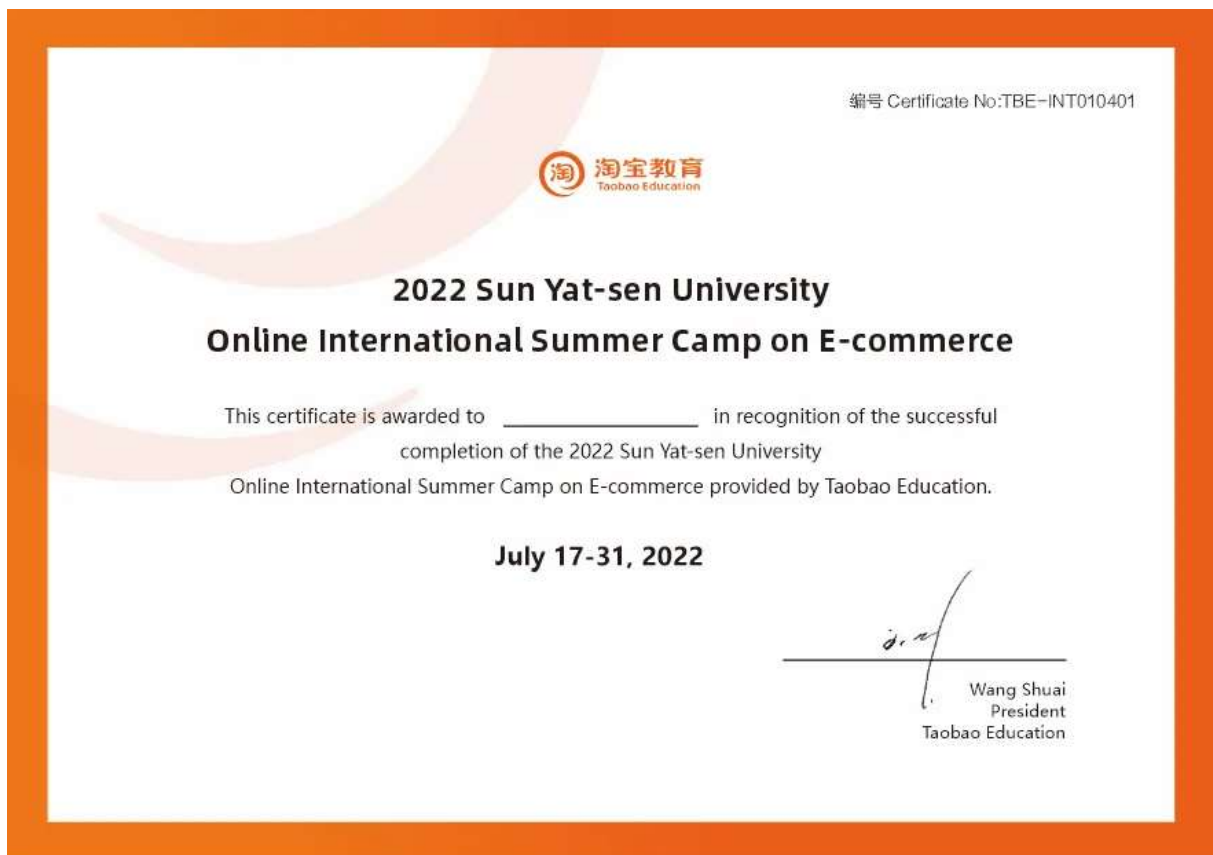 编号 Certificate No:TBE-INT010401
淘 淘宝教育
Taobao Education
2022 Sun Yat-sen University
Online International Summer Camp on E-commerce
This certificate is awarded to in recognition of the successful
completion of the 2022 Sun Yat-sen University
Online International Summer Camp on E-commerce provided by Taobao Education.
July 17-31, 2022
Wang Shuai
President
Taobao Education